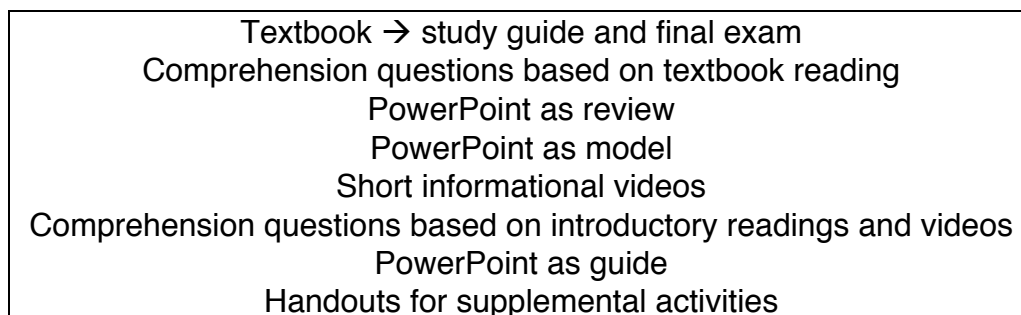 Textbook → study guide and final exam
Comprehension questions based on textbook reading
PowerPoint as review
PowerPoint as model
Short informational videos
Comprehension questions based on introductory readings and videos
PowerPoint as guide
Handouts for supplemental activities